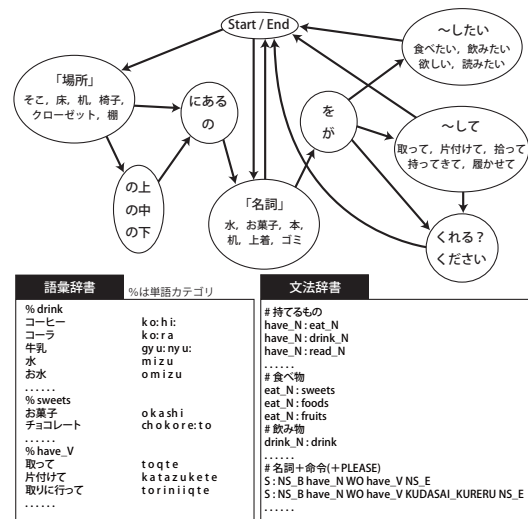 Start / End
～したい
食べたい，飲みたい
欲しい，読みたい
「場所」
そこ，床，机，椅子，
クローゼット，棚
にある
の
を
が
～して
取って，片付けて，拾って
持ってきて，履かせて
の上
の中
の下
「名詞」
水，お菓子，本，
机，上着，ゴミ
くれる？
ください
語彙辞書
%は単語カテゴリ
% drink
コーヒー ko:hi:
コーラ ko:ra
牛乳 gyu:nyu:
水 mizu
お水 omizu
......
% sweets
お菓子 okashi
チョコレート chokore:to
......
% have_V
取って toqte
片付けて katazukete
取りに行って toriniiqte
......
文法辞書
# 持てるもの
have_N : eat_N
have_N : drink_N
have_N : read_N
......
# 食べ物
eat_N : sweets
eat_N : foods
eat_N : fruits
# 飲み物
drink_N : drink
......
# 名詞＋命令(＋PLEASE)
S : NS_B have_N WO have_V NS_E
S : NS_B have_N WO have_V KUDASAI_KURERU NS_E
......